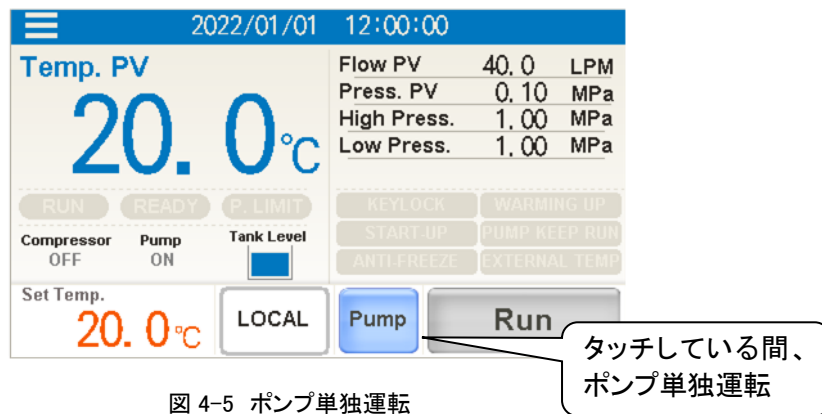 2022/01/01 12:00:00
Temp. PV
20.0℃
Flow PV 40.0 LPM
Press. PV 0.10 MPa
High Press. 1.00 MPa
Low Press. 1.00 MPa
RUN READY P. LIMIT
KEYLOCK WARMING UP
START-UP PUMP KEEP RUN
ANTI-FREEZE EXTERNAL TEMP
Compressor Pump Tank Level
OFF ON
Set Temp.
20.0℃
LOCAL
Pump
Run
タッチしている間、
ポンプ単独運転
図 4-5 ポンプ単独運転